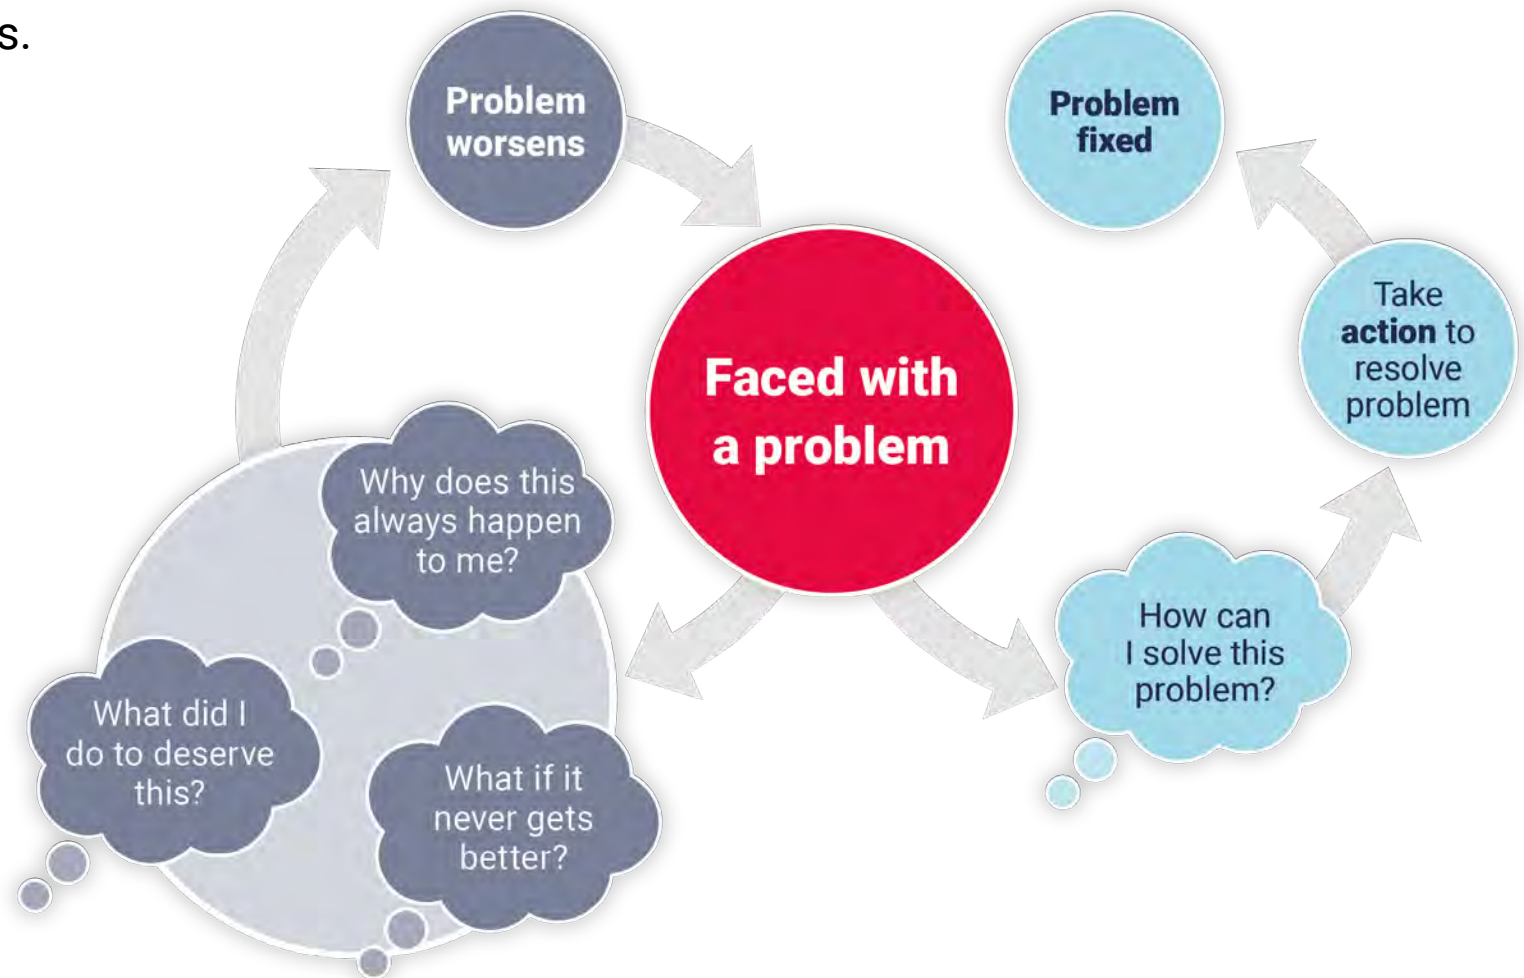 s.
Problem
worsens
Problem
fixed
Faced with
a problem
Take
action to
resolve
problem
Why does this
always happen
to me?
What did I
do to deserve
this?
What if it
never gets
better?
How can
I solve this
problem?